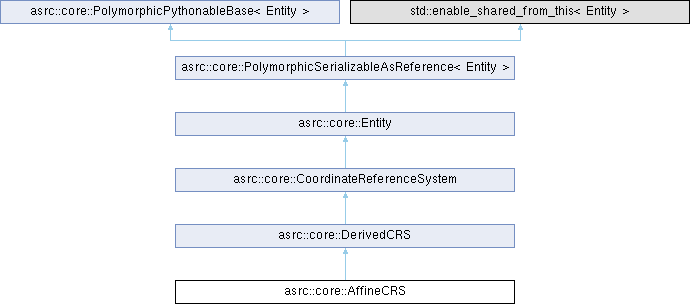 asrc::core::PolymorphicPythonableBase< Entity >
std::enable_shared_from_this< Entity >
asrc::core::PolymorphicSerializableAsReference< Entity >
asrc::core::Entity
asrc::core::CoordinateReferenceSystem
asrc::core::DerivedCRS
asrc::core::AffineCRS